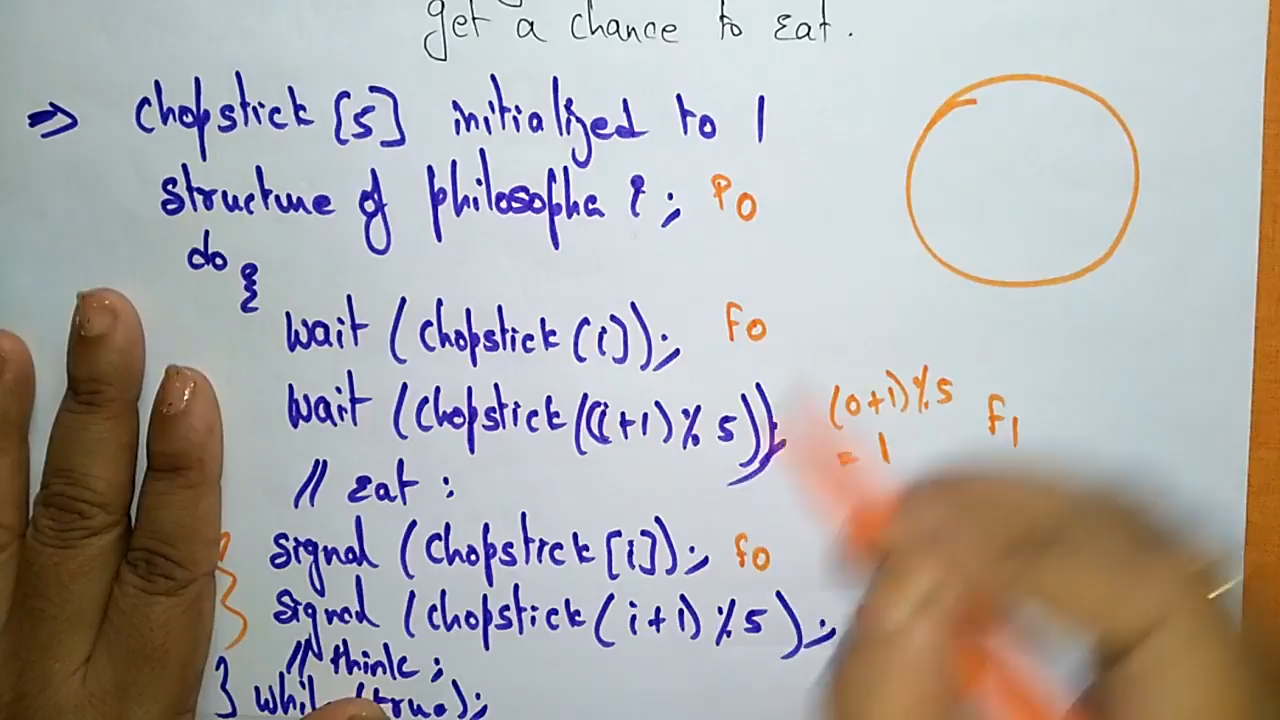 get a chance to Eat.
=> chopstick [5] initialized to 1
structure of philosopha i; P0
do {
wait (chopstick (i]); F0
wait (chopstick ((i+1) % 5)); (0+1)%5 F1
= 1
// Eat :
signal (chopstick [i]); F0
signal (chopstick (i+1) % 5 );
// think ;
} while (true);